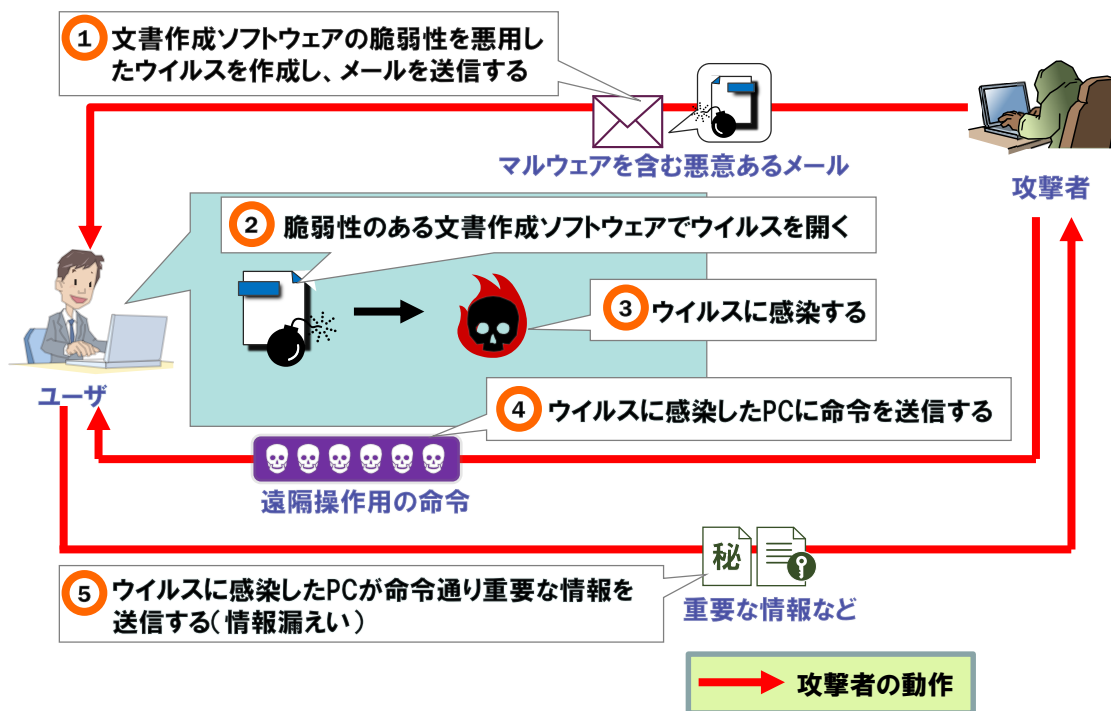 1 文書作成ソフトウェアの脆弱性を悪用し
たウイルスを作成し、メールを送信する
マルウェアを含む悪意あるメール
攻撃者
2 脆弱性のある文書作成ソフトウェアでウイルスを開く
3 ウイルスに感染する
ユーザ
4 ウイルスに感染したPCに命令を送信する
遠隔操作用の命令
秘
5 ウイルスに感染したPCが命令通り重要な情報を
送信する(情報漏えい)
重要な情報など
攻撃者の動作